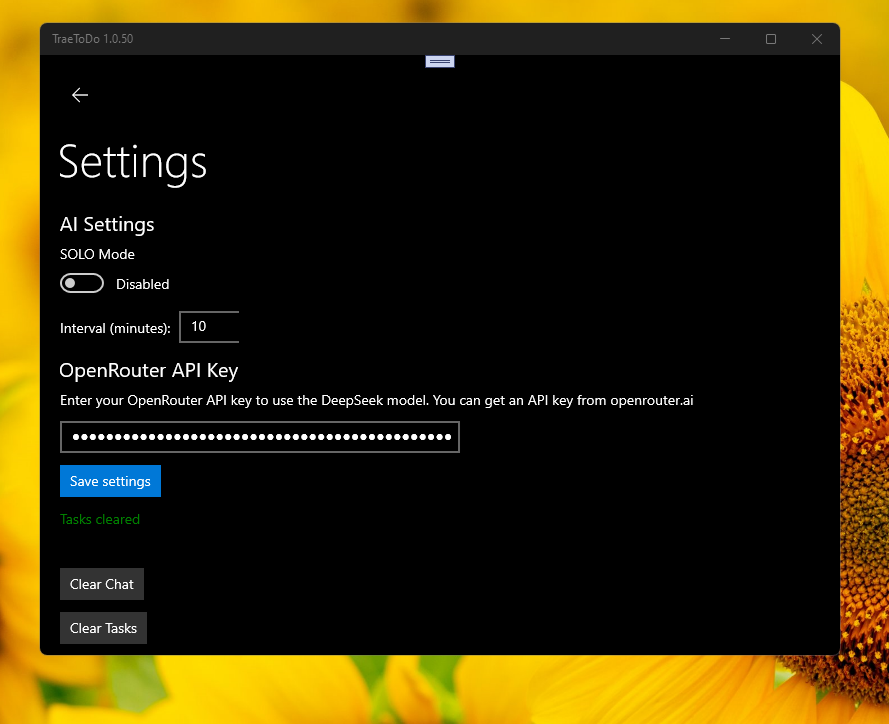 TraeToDo 1.0.50
Settings
AI Settings
SOLO Mode
Disabled
Interval (minutes): 10
OpenRouter API Key
Enter your OpenRouter API key to use the DeepSeek model. You can get an API key from openrouter.ai
Save settings
Tasks cleared
Clear Chat
Clear Tasks